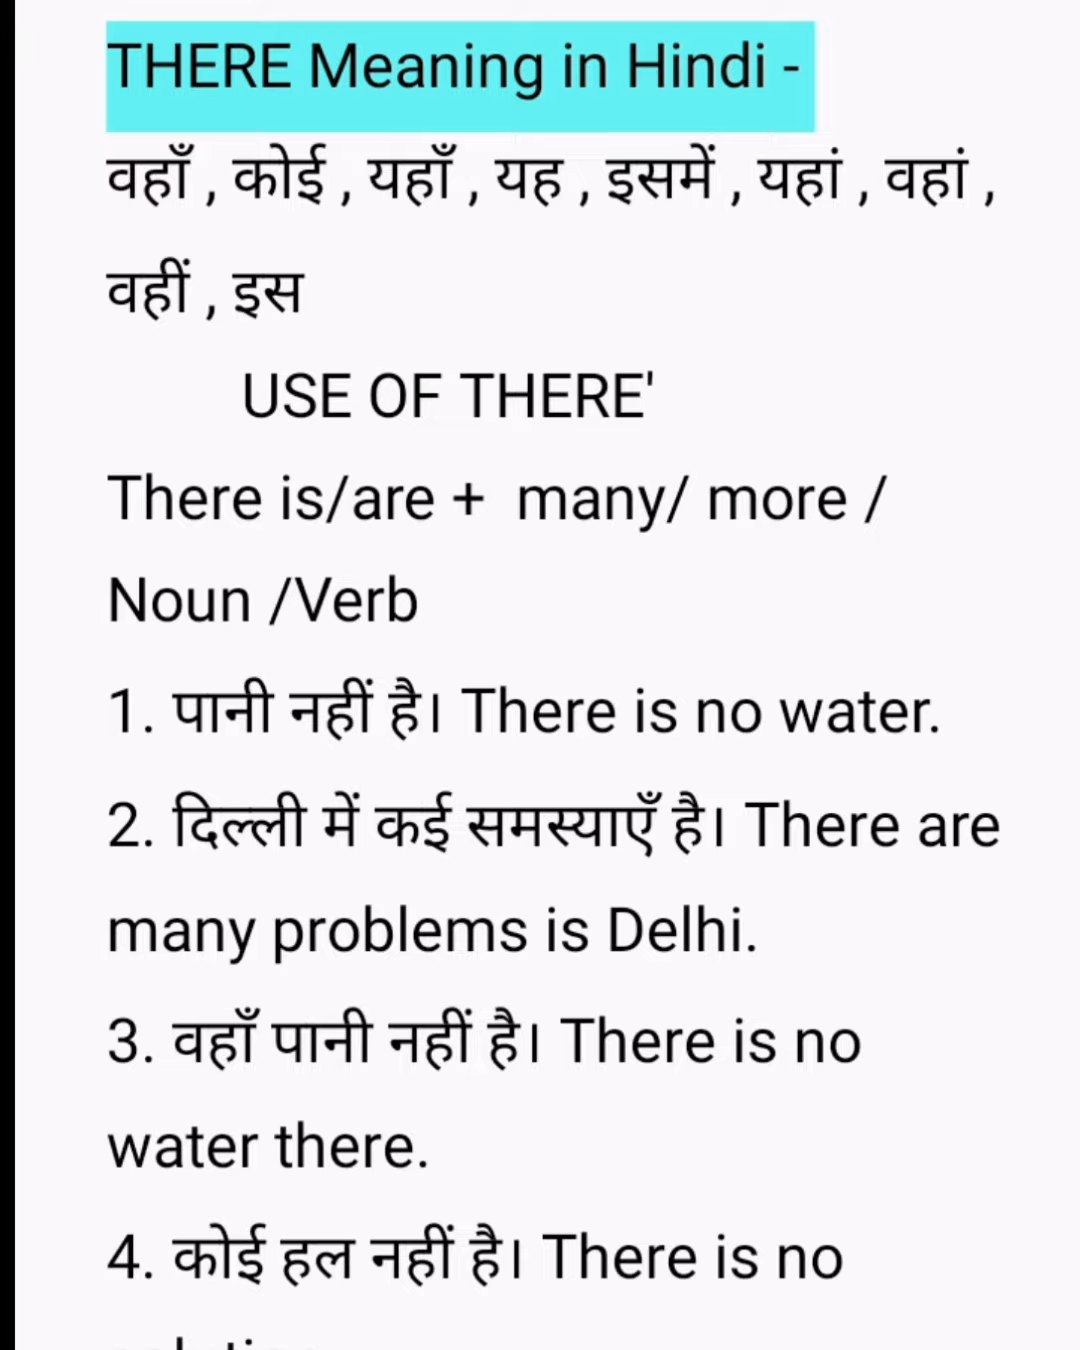 THERE Meaning in Hindi -
वहाँ , कोई , यहाँ , यह , इसमें , यहां , वहां ,
वहीं , इस
USE OF THERE'
There is/are +  many/ more /
Noun /Verb
1. पानी नहीं है। There is no water.
2. दिल्ली में कई समस्याएँ है। There are
many problems is Delhi.
3. वहाँ पानी नहीं है। There is no
water there.
4. कोई हल नहीं है। There is no